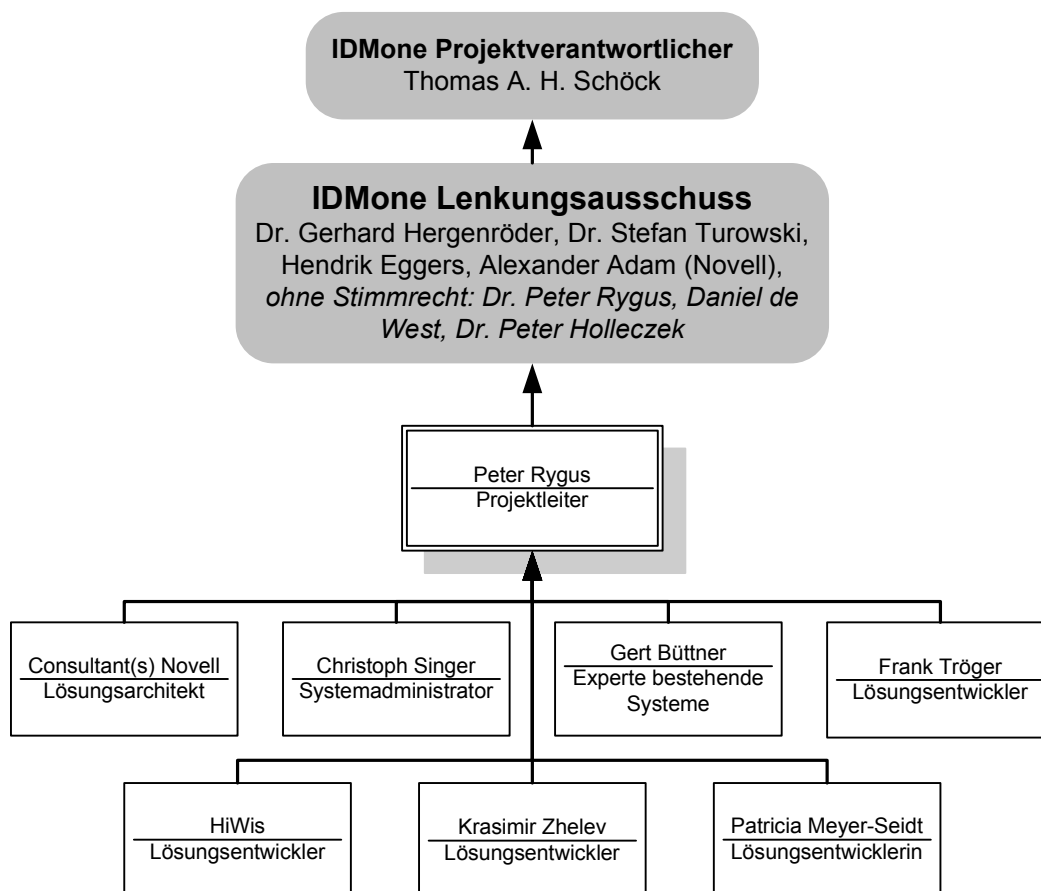 IDMone Projektverantwortlicher
Thomas A. H. Schöck
IDMone Lenkungsausschuss
Dr. Gerhard Hergenröder, Dr. Stefan Turowski,
Hendrik Eggers, Alexander Adam (Novell),
ohne Stimmrecht: Dr. Peter Rygus, Daniel de
West, Dr. Peter Holleczek
Peter Rygus
Projektleiter
Consultant(s) Novell
Lösungsarchitekt
Christoph Singer
Systemadministrator
Gert Büttner
Experte bestehende
Systeme
Frank Tröger
Lösungsentwickler
HiWis
Lösungsentwickler
Krasimir Zhelev
Lösungsentwickler
Patricia Meyer-Seidt
Lösungsentwicklerin